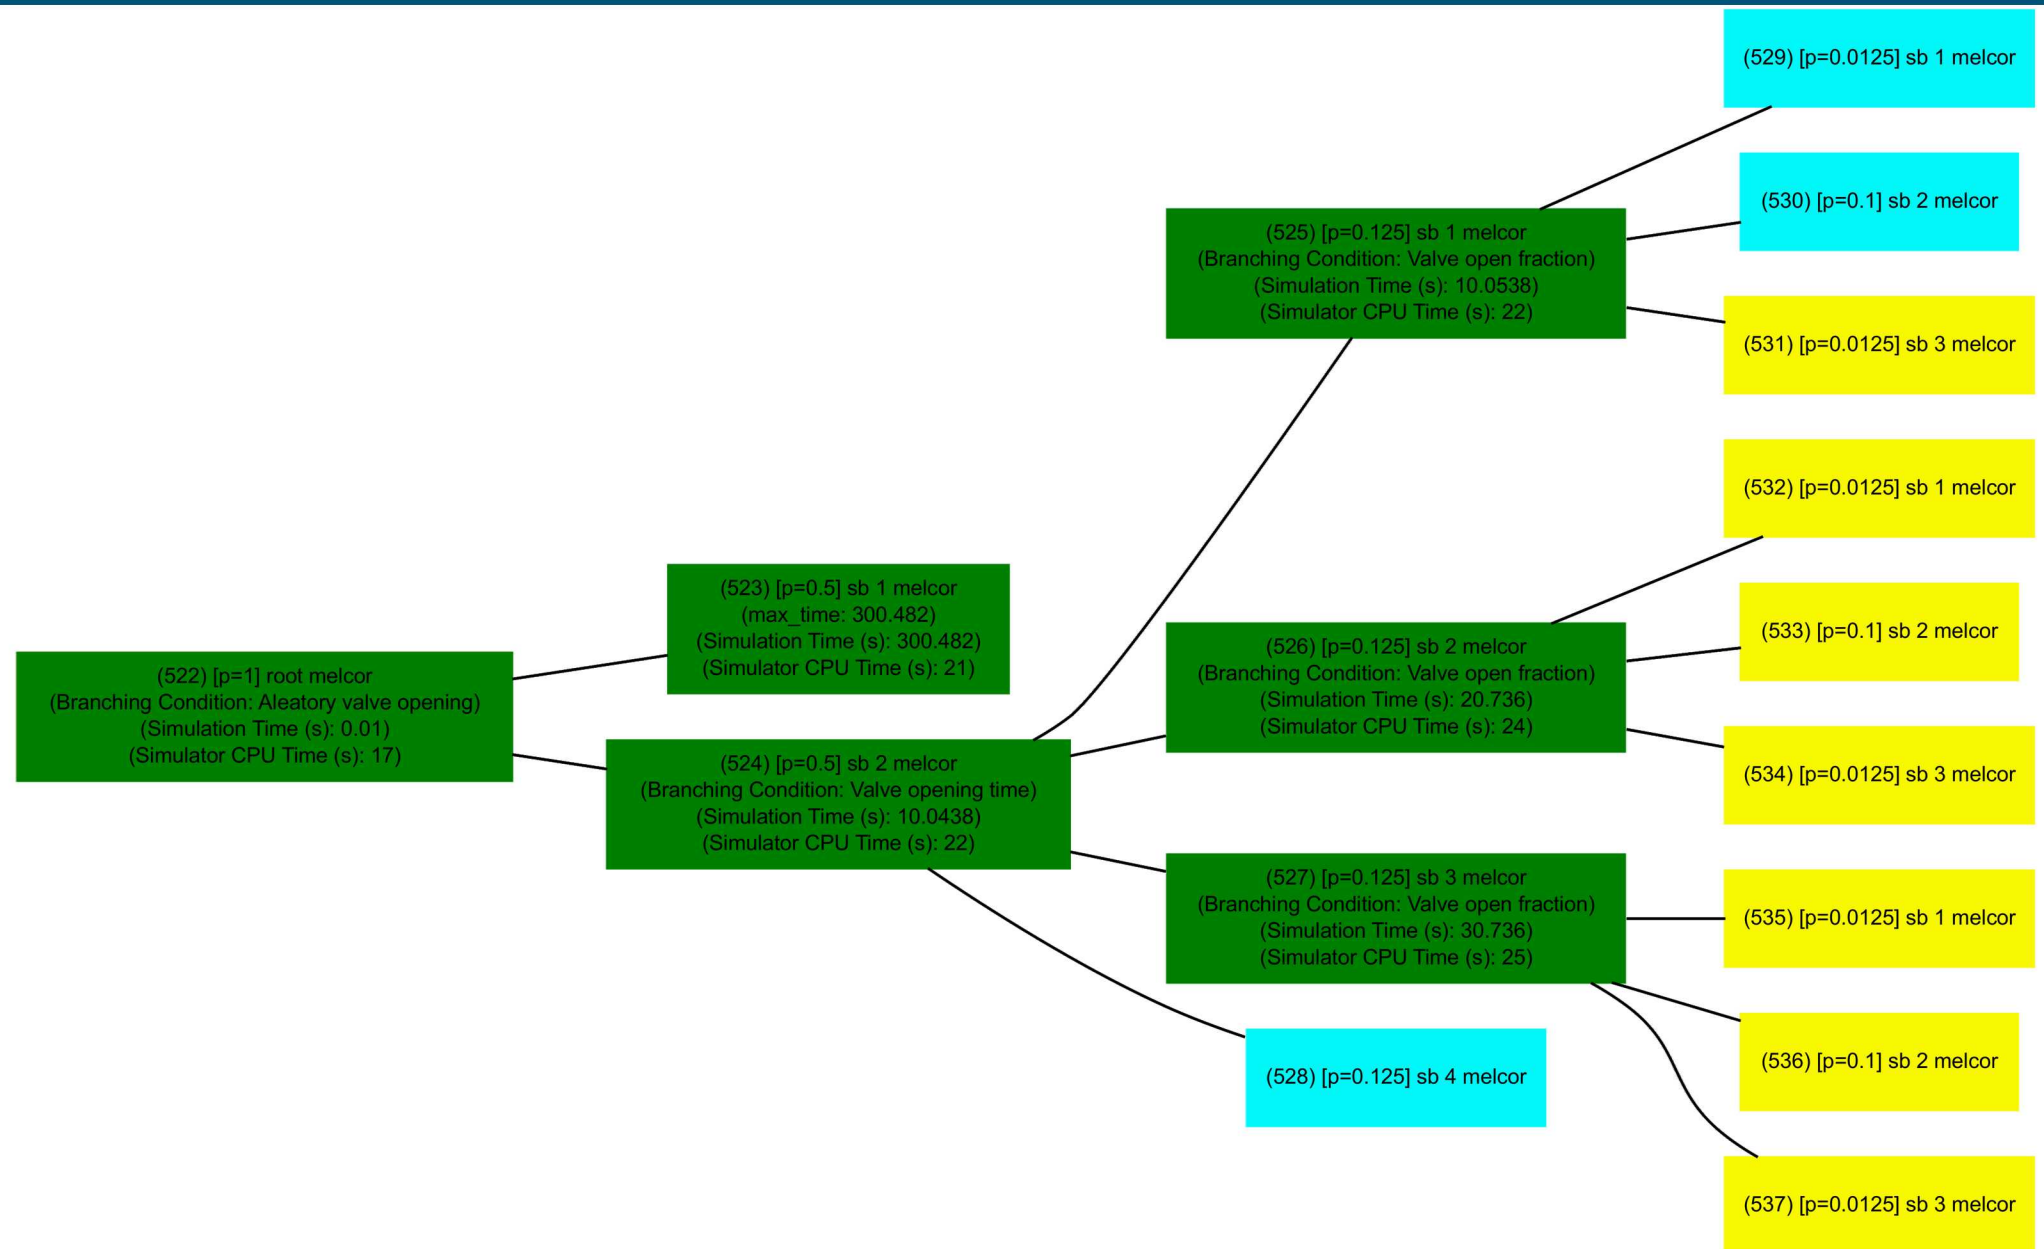 (529) [p=0.0125] sb 1 melcor
(530) [p=0.1] sb 2 melcor
(525) [p=0.125] sb 1 melcor
(Branching Condition: Valve open fraction)
(Simulation Time (s): 10.0538)
(Simulator CPU Time (s): 22)
(531) [p=0.0125] sb 3 melcor
(532) [p=0.0125] sb 1 melcor
(523) [p=0.5] sb 1 melcor
(max_time: 300.482)
(Simulation Time (s): 300.482)
(Simulator CPU Time (s): 21)
(533) [p=0.1] sb 2 melcor
(526) [p=0.125] sb 2 melcor
(Branching Condition: Valve open fraction)
(Simulation Time (s): 20.736)
(Simulator CPU Time (s): 24)
(522) [p=1] root melcor
(Branching Condition: Aleatory valve opening)
(Simulation Time (s): 0.01)
(Simulator CPU Time (s): 17)
(534) [p=0.0125] sb 3 melcor
(524) [p=0.5] sb 2 melcor
(Branching Condition: Valve opening time)
(Simulation Time (s): 10.0438)
(Simulator CPU Time (s): 22)
(527) [p=0.125] sb 3 melcor
(Branching Condition: Valve open fraction)
(Simulation Time (s): 30.736)
(Simulator CPU Time (s): 25)
(535) [p=0.0125] sb 1 melcor
(536) [p=0.1] sb 2 melcor
(528) [p=0.125] sb 4 melcor
(537) [p=0.0125] sb 3 melcor